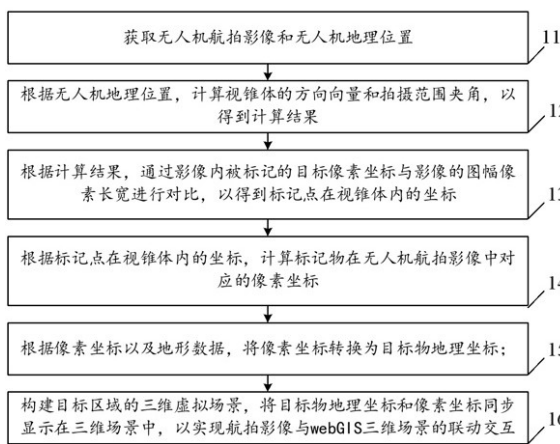 获取无人机航拍影像和无人机地理位置
11
根据无人机地理位置，计算视锥体的方向向量和拍摄范围夹角，以
得到计算结果
根据计算结果，通过影像内被标记的目标像素坐标与影像的图幅像
素长宽进行对比，以得到标记点在视锥体内的坐标
根据标记点在视锥体内的坐标，计算标记物在无人机航拍影像中对
应的像素坐标
14
根据像素坐标以及地形数据，将像素坐标转换为目标物地理坐标；
构建目标区域的三维虚拟场景，将目标物地理坐标和像素坐标同步
显示在三维场景中，以实现航拍影像与webGIS三维场景的联动交互